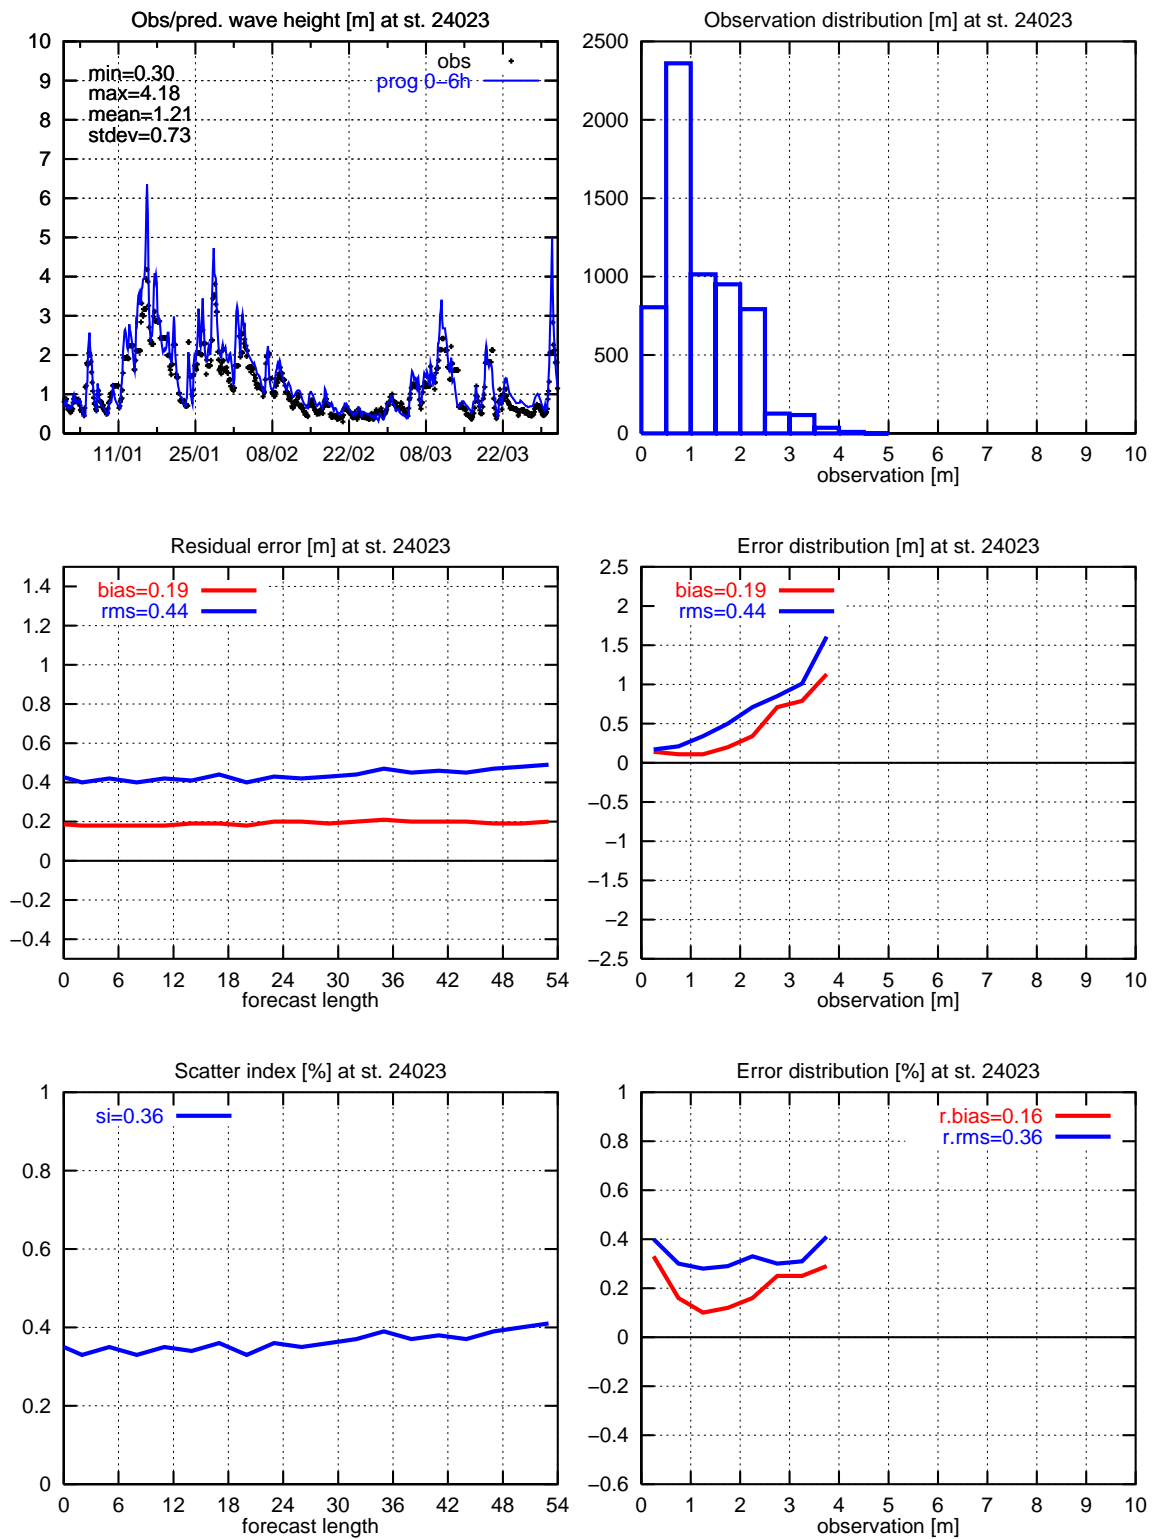 Obs/pred. wave height [m] at st. 24023
10
9
8
7
6
5
4
3
2
1
0
min=0.30
max=4.18
mean=1.21
stdev=0.73
obs
prog 0−6h
11/01 25/01 08/02 22/02 08/03 22/03
Observation distribution [m] at st. 24023
2500
2000
1500
1000
500
0
0 1 2 3 4 5 6 7 8 9 10
observation [m]
Residual error [m] at st. 24023
1.4
1.2
1
0.8
0.6
0.4
0.2
0
−0.2
−0.4
bias=0.19
rms=0.44
0 6 12 18 24 30 36 42 48 54
forecast length
Error distribution [m] at st. 24023
2.5
2
1.5
1
0.5
0
−0.5
−1
−1.5
−2
−2.5
bias=0.19
rms=0.44
0 1 2 3 4 5 6 7 8 9 10
observation [m]
Scatter index [%] at st. 24023
1
0.8
0.6
0.4
0.2
0
si=0.36
0 6 12 18 24 30 36 42 48 54
forecast length
Error distribution [%] at st. 24023
1
0.8
0.6
0.4
0.2
0
−0.2
−0.4
−0.6
r.bias=0.16
r.rms=0.36
0 1 2 3 4 5 6 7 8 9 10
observation [m]